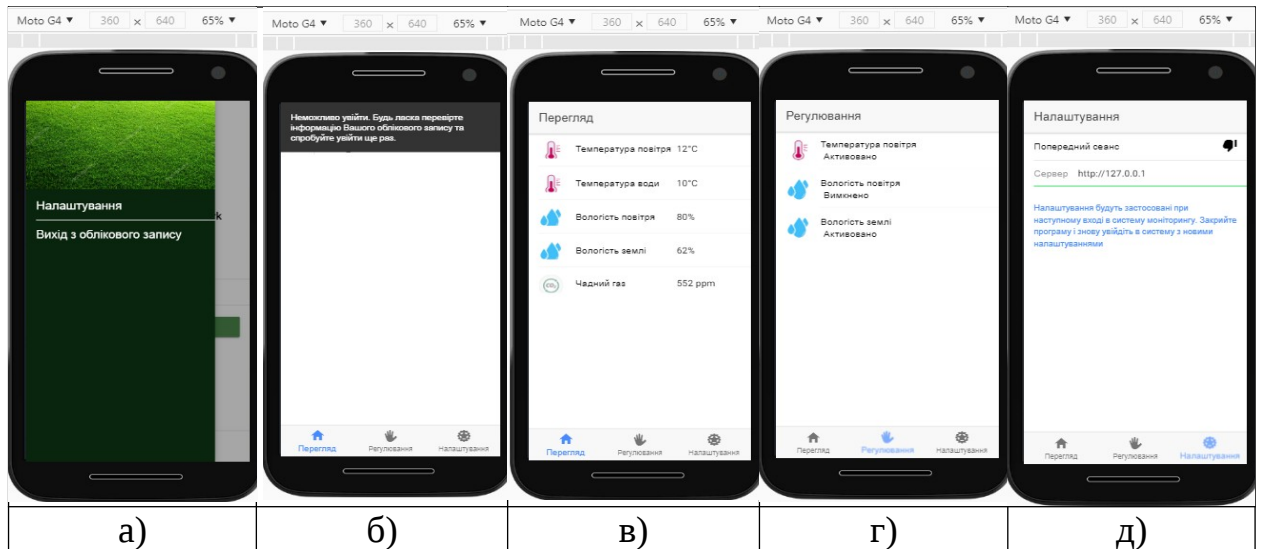 Moto G4 ▼ 360 × 640 65% ▼
Налаштування
Вихід з облікового запису
k
а)
Moto G4 ▼ 360 × 640 65% ▼
Неможливо увійти. Будь ласка перевірте
інформацію Вашого облікового запису та
спробуйте увійти ще раз.
Перегляд Регулювання Налаштування
б)
Moto G4 ▼ 360 × 640 65% ▼
Перегляд
Температура повітря 12°C
Температура води 10°C
Вологість повітря 80%
Вологість землі 62%
CO₂ Чадний газ 552 ppm
Перегляд Регулювання Налаштування
в)
Moto G4 ▼ 360 × 640 65% ▼
Регулювання
Температура повітря
Активовано
Вологість повітря
Вимкнено
Вологість землі
Активовано
Перегляд Регулювання Налаштування
г)
Moto G4 ▼ 360 × 640 65% ▼
Налаштування
Попередний сеанс
Сервер http://127.0.0.1
Налаштування будуть застосовані при
наступному вході в систему моніторингу. Закрийте
програму і знову увійдіть в систему з новими
налаштуваннями
Перегляд Регулювання Налаштування
д)